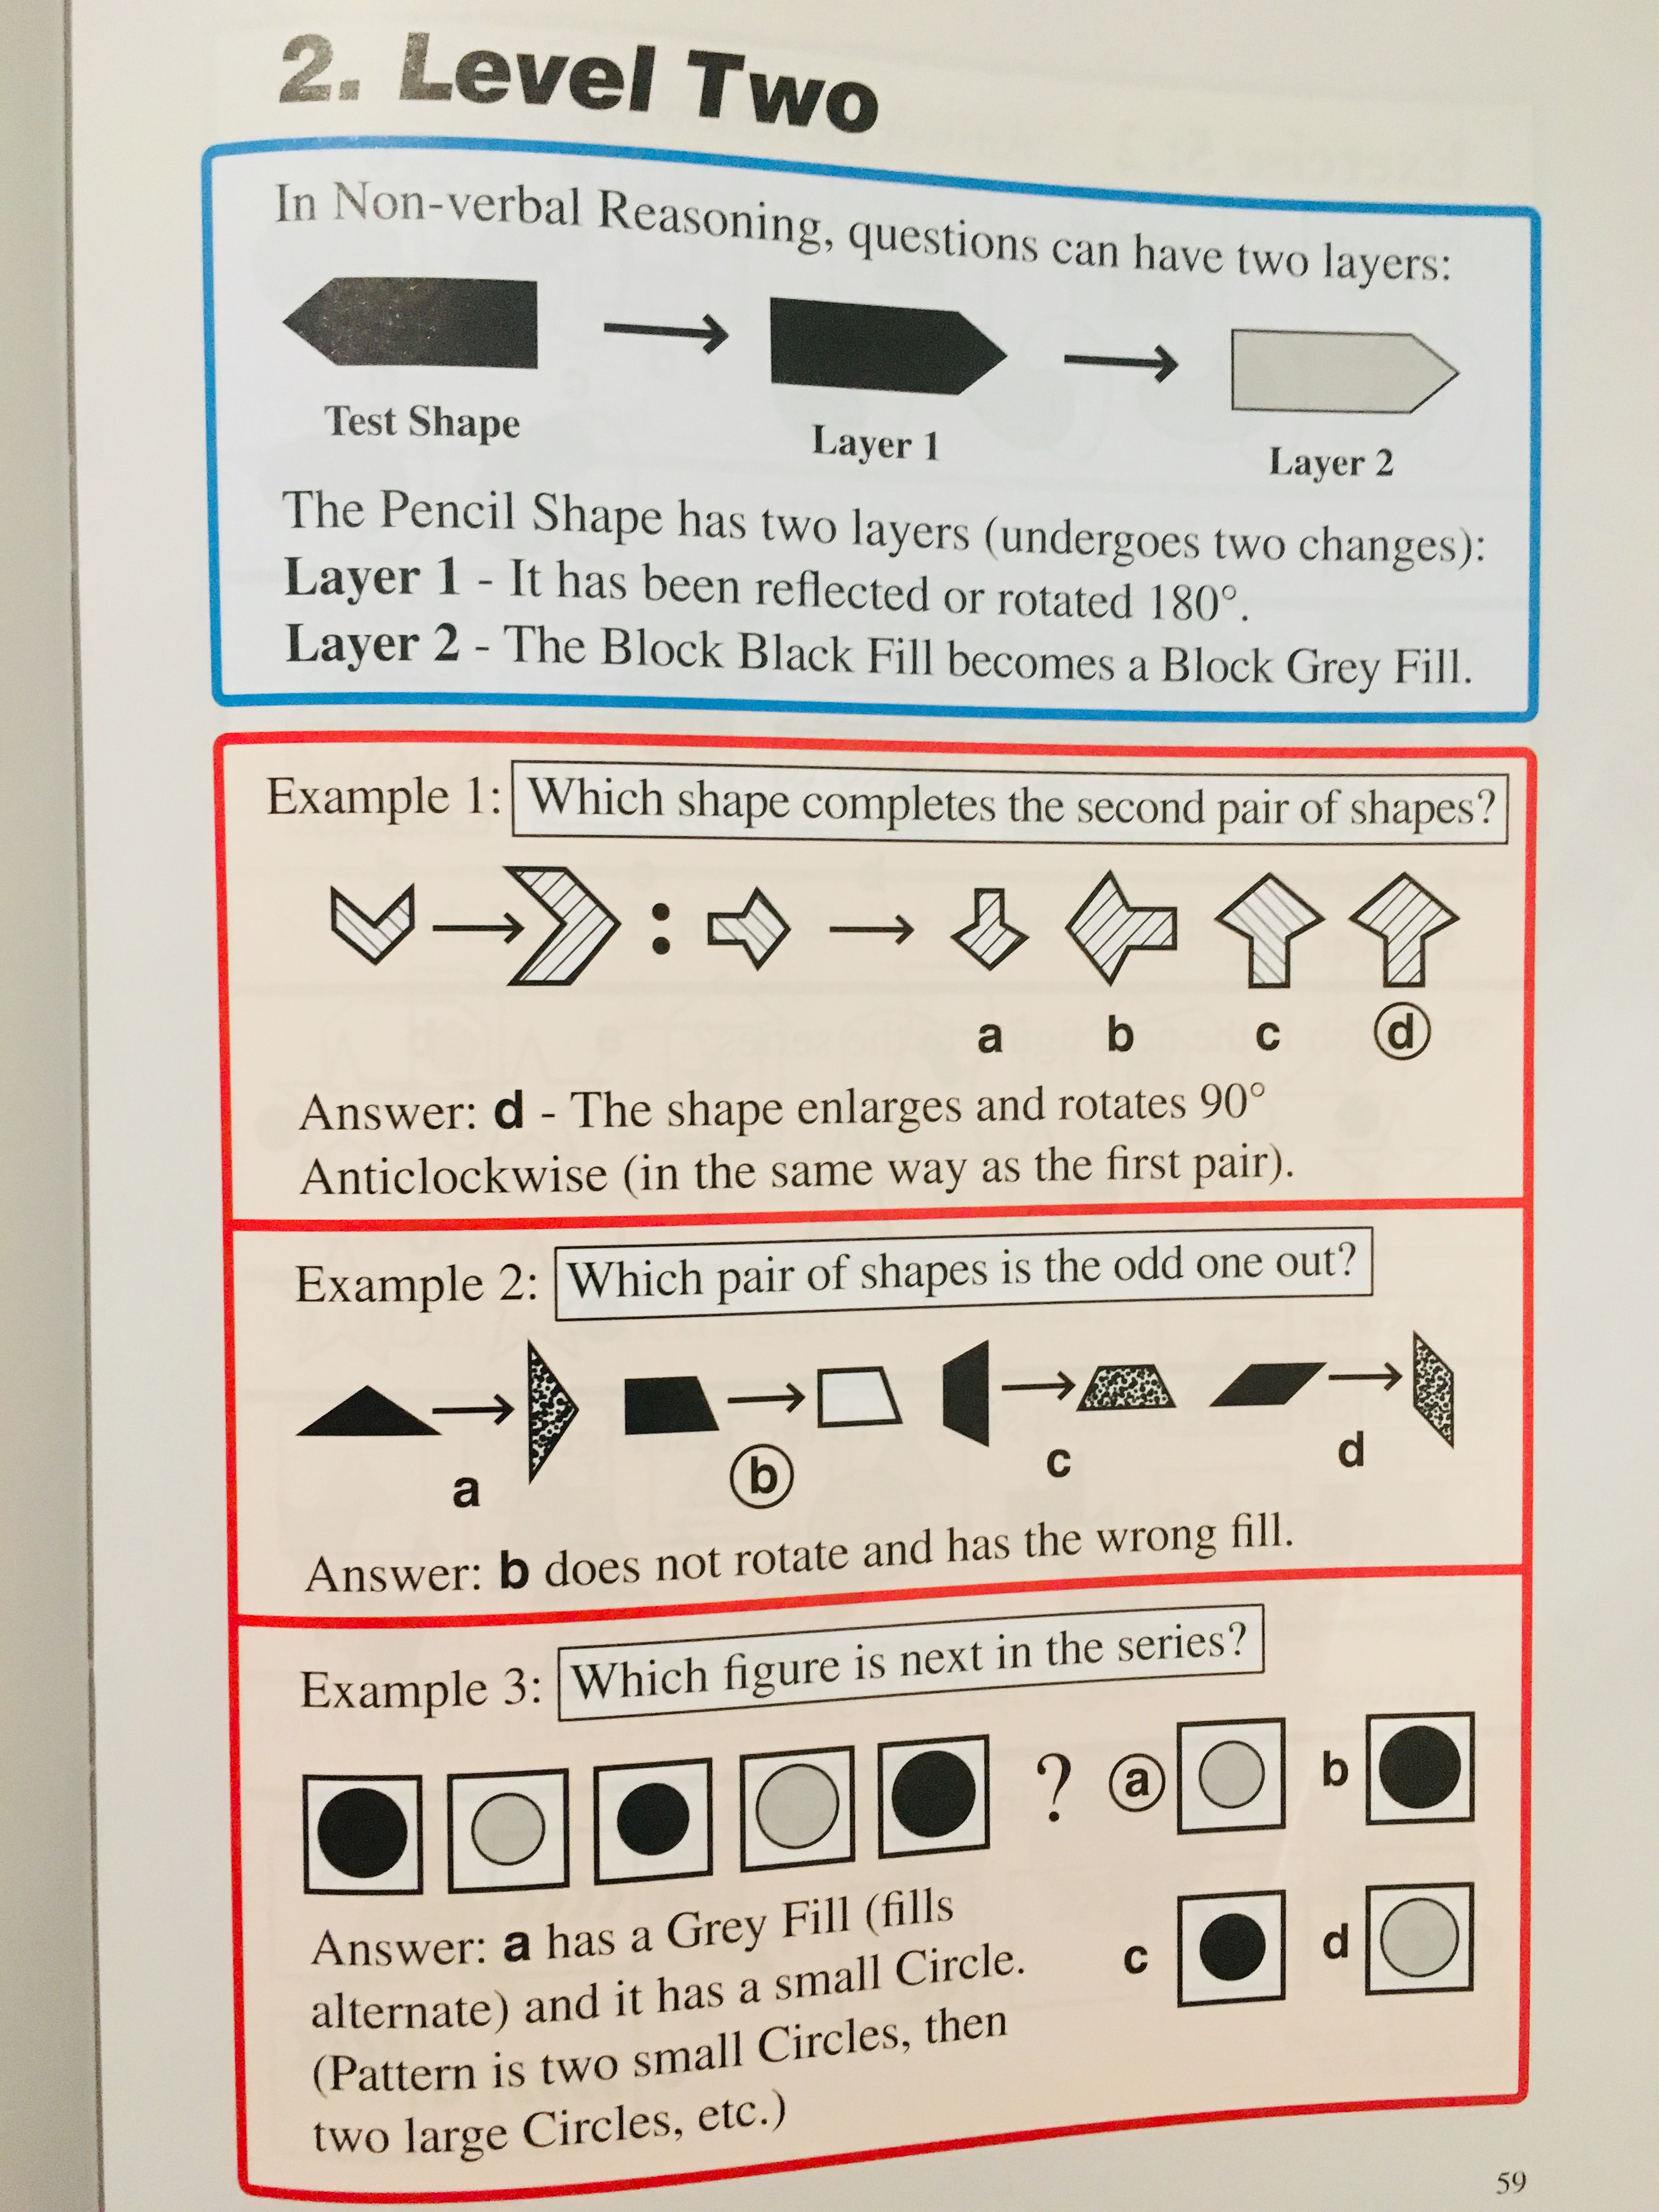 2. Level Two
In Non-verbal Reasoning, questions can have two layers:
Test Shape
Layer 1
Layer 2
The Pencil Shape has two layers (undergoes two changes):
Layer 1 - It has been reflected or rotated 180°.
Layer 2 - The Block Black Fill becomes a Block Grey Fill.
Example 1: Which shape completes the second pair of shapes?
:
a b c d
Answer: d - The shape enlarges and rotates 90°
Anticlockwise (in the same way as the first pair).
Example 2: Which pair of shapes is the odd one out?
a b c d
Answer: b does not rotate and has the wrong fill.
Example 3: Which figure is next in the series?
? a b
c d
Answer: a has a Grey Fill (fills
alternate) and it has a small Circle.
(Pattern is two small Circles, then
two large Circles, etc.)
59